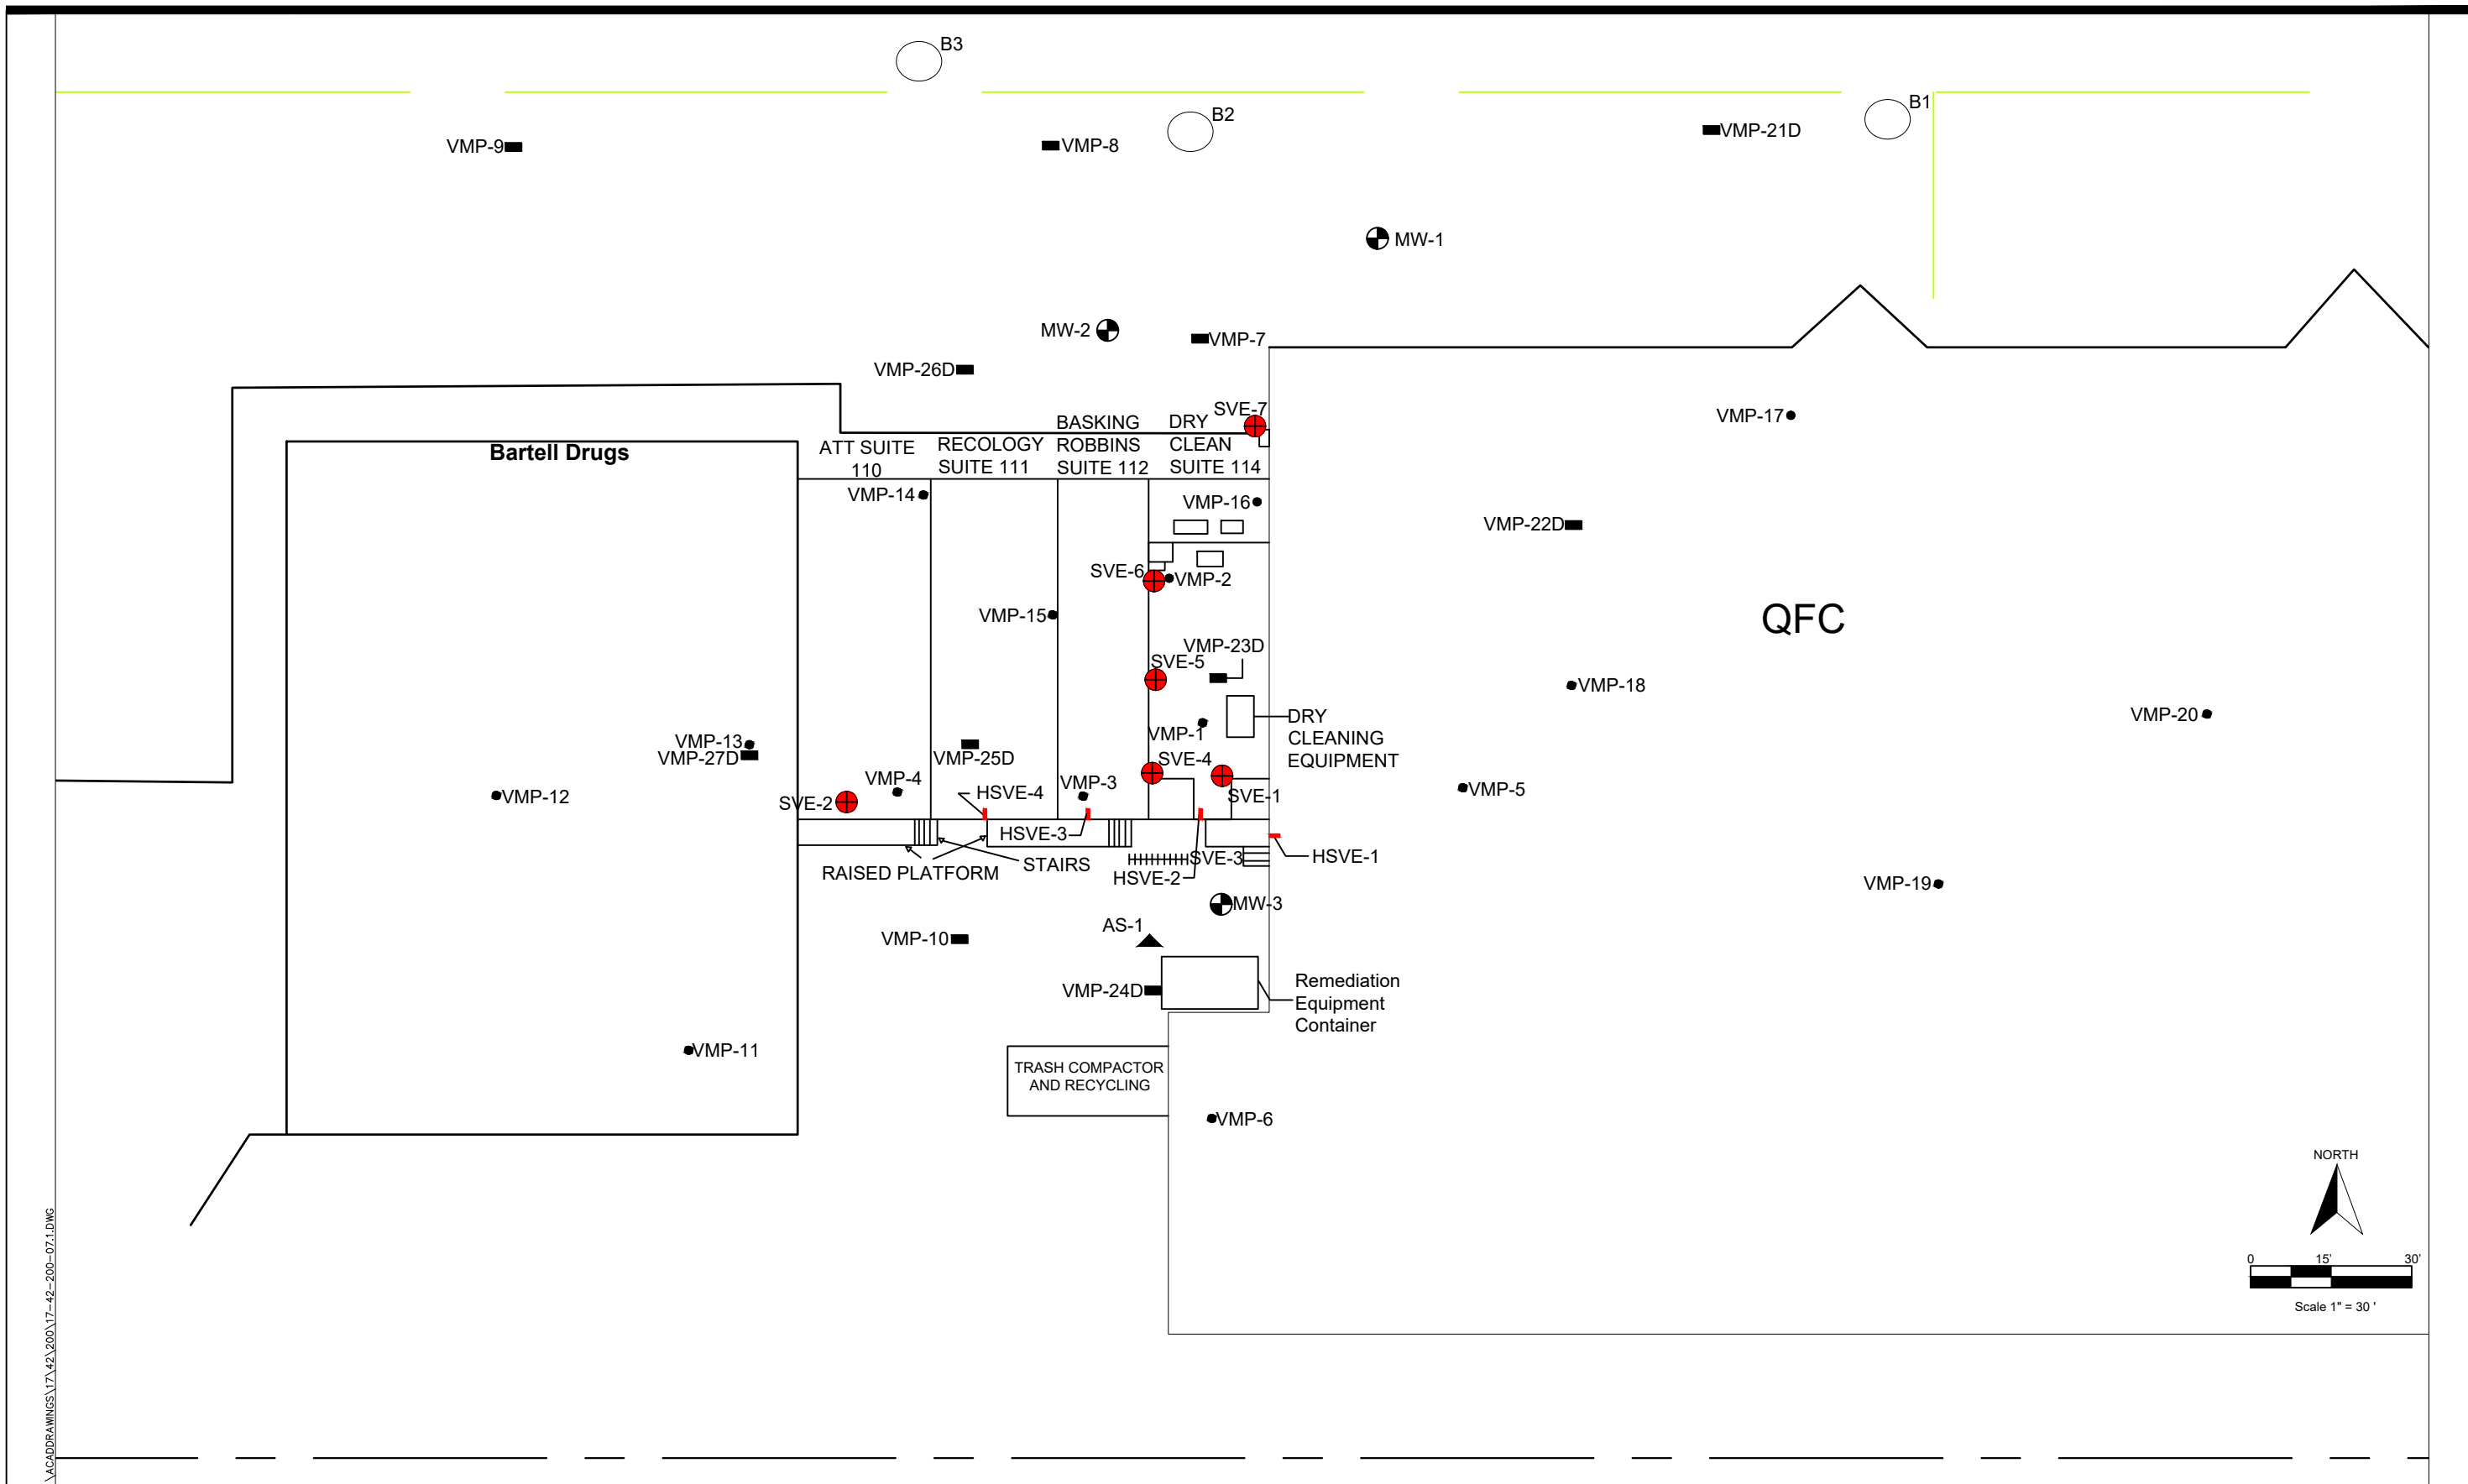 B3
B2
B1
VMP-9
VMP-8
VMP-21D
MW-1
MW-2
VMP-7
VMP-26D
SVE-7
VMP-17
Bartell Drugs
ATT SUITE
110
RECOLOGY
SUITE 111
BASKING
ROBBINS
SUITE 112
DRY
CLEAN
SUITE 114
VMP-14
VMP-16
VMP-22D
SVE-6
VMP-2
VMP-15
QFC
VMP-23D
SVE-5
VMP-18
VMP-20
DRY
CLEANING
EQUIPMENT
VMP-1
VMP-13
VMP-27D
VMP-25D
SVE-4
VMP-12
VMP-4
VMP-3
SVE-2
HSVE-4
SVE-1
VMP-5
HSVE-3
RAISED PLATFORM
STAIRS
SVE-3
HSVE-1
HSVE-2
VMP-19
MW-3
AS-1
VMP-10
VMP-24D
Remediation
Equipment
Container
VMP-11
TRASH COMPACTOR
AND RECYCLING
VMP-6
NORTH
0 15' 30'
Scale 1" = 30 '
\ACADDRAWINGS\17\42\200\17-42-200-07.1.DWG